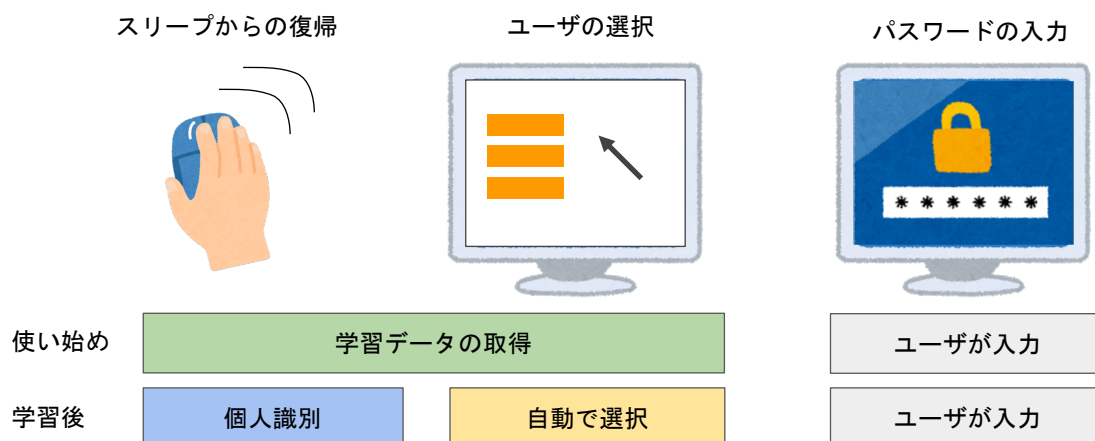 スリープからの復帰
ユーザの選択
パスワードの入力
******
使い始め
学習データの取得
ユーザが入力
学習後
個人識別
自動で選択
ユーザが入力